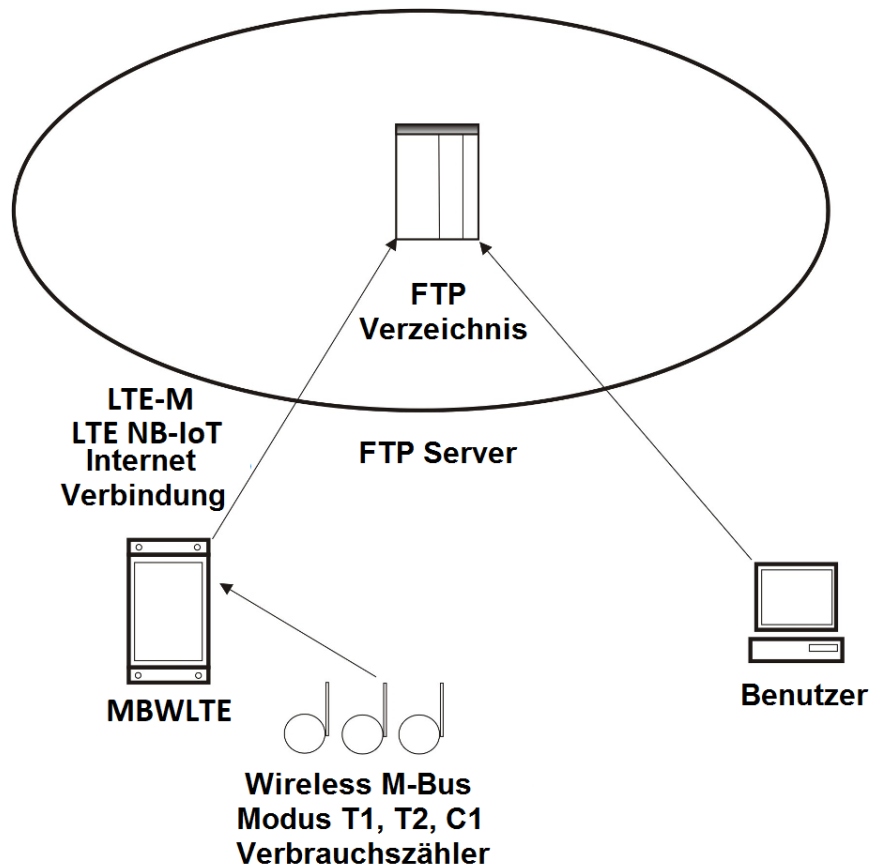 FTP
Verzeichnis
LTE-M
LTE NB-IoT
Internet
Verbindung
FTP Server
MBWLTE
Benutzer
Wireless M-Bus
Modus T1, T2, C1
Verbrauchszähler